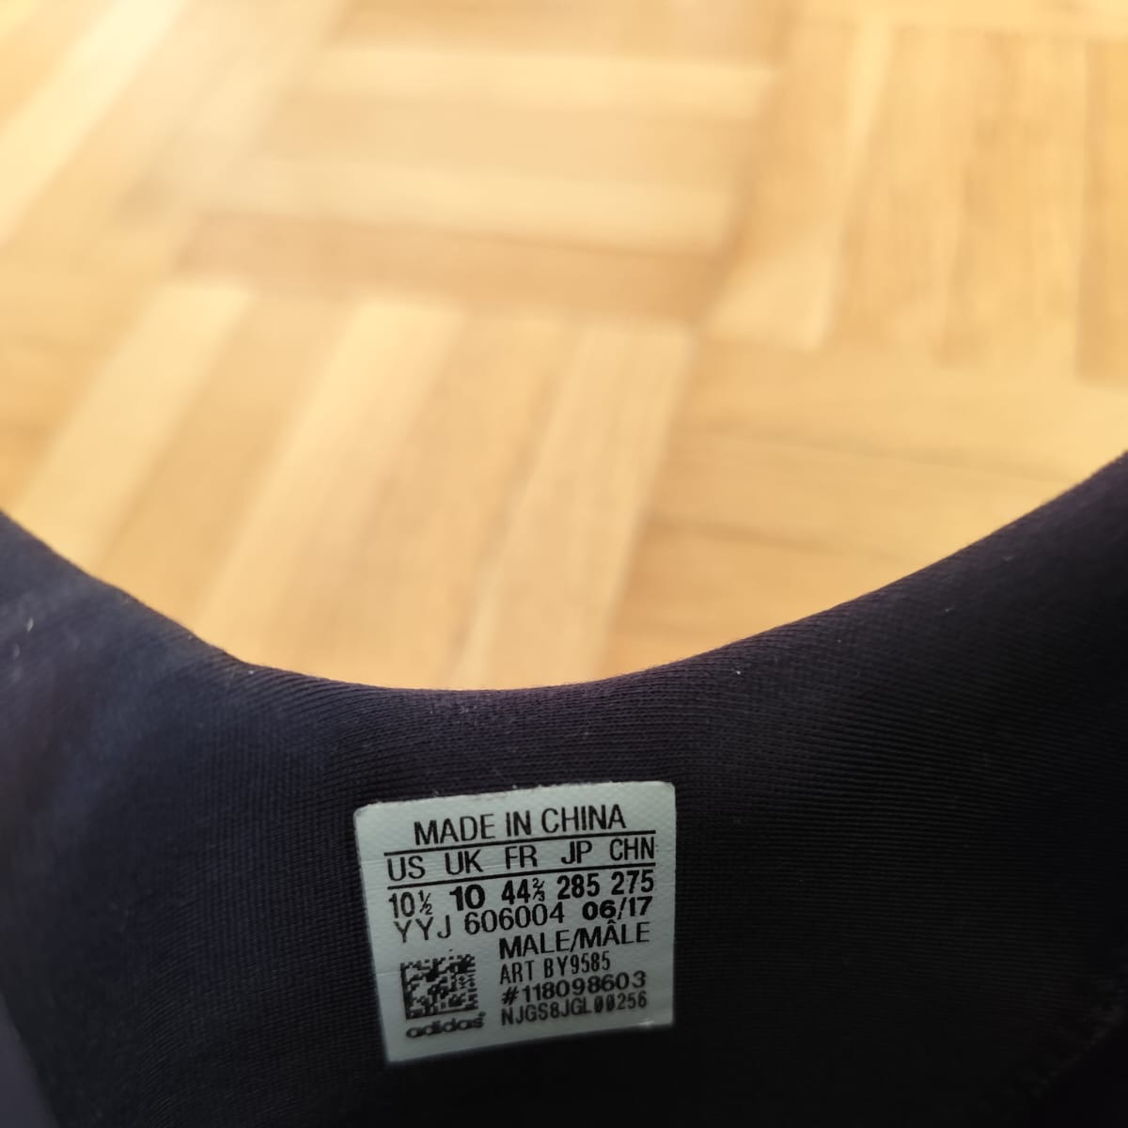 MADE IN CHINA
US UK FR JP CHN
10½ 10 44⅔ 285 275
YYJ 606004 06/17
MALE/MÂLE
ART BY9585
#118098603
NJGS8JGL00256
adidas